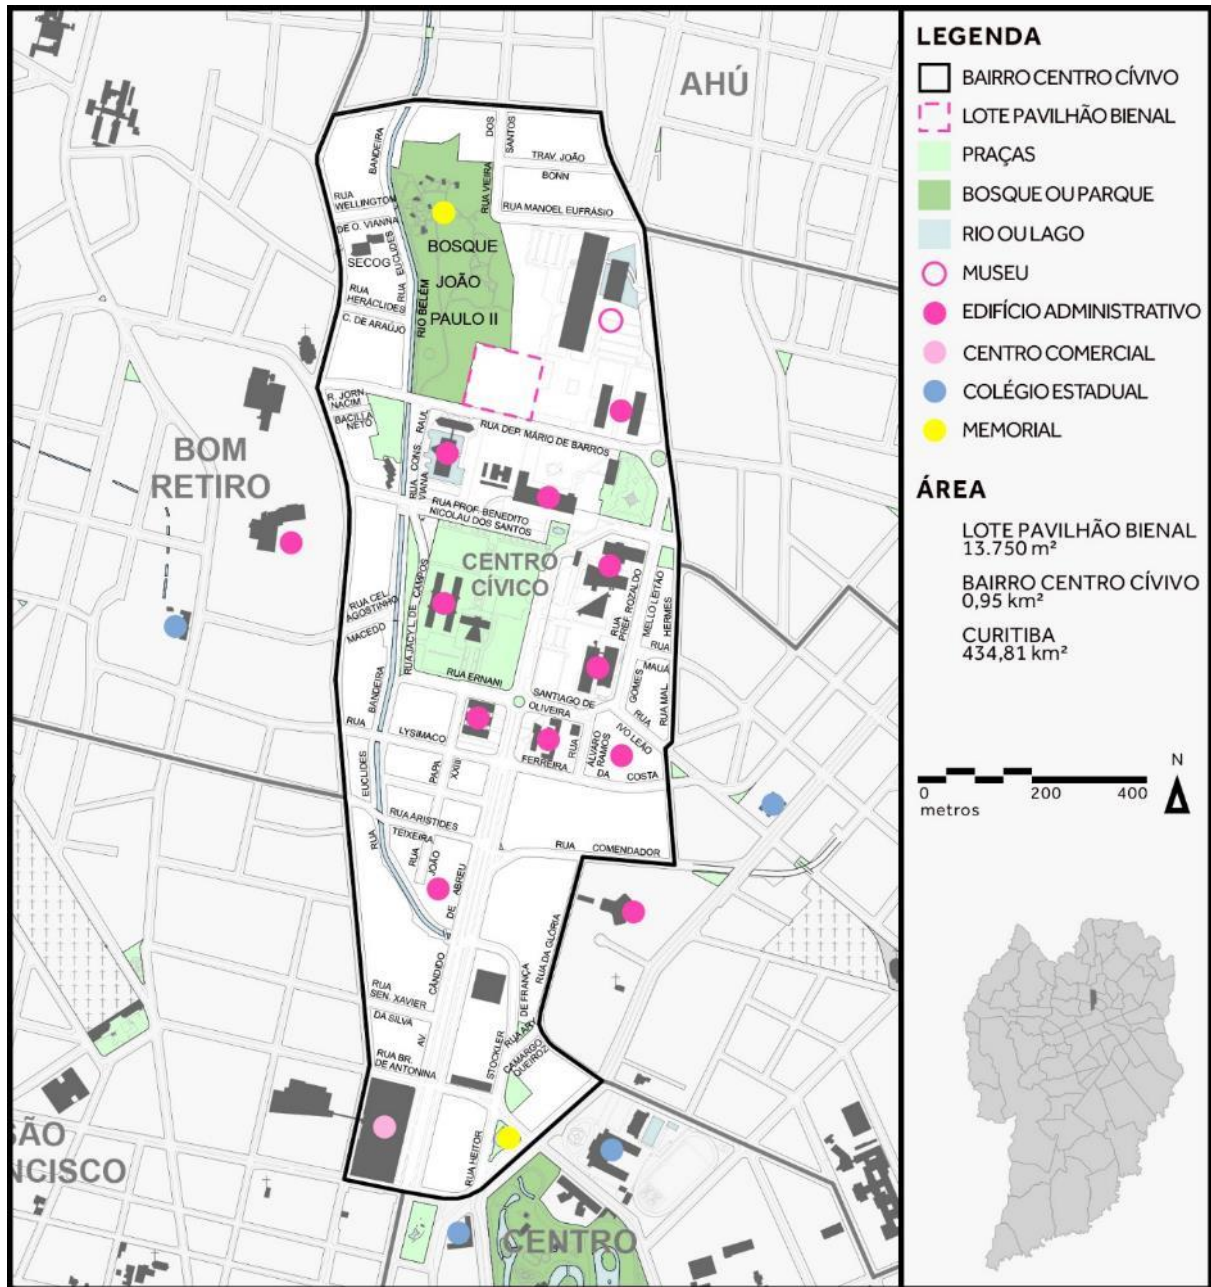 AHÚ
BANDEIRA
DOS
SANTOS
TRAV. JOÃO
BONN
RUA
WELLINGTON
RUA VIEIRA
RUA MANOEL EUFRÁSIO
DE O. VIANNA
SECOG
RUA EUCLIDES
BOSQUE
JOÃO
PAULO II
RUA
HERÁCLIDES
C. DE ARAÚJO
RIO BELÉM
R. JORN
NACIM
BACILLA
NETO
RUA CONS. RAUL
VIANA
RUA DEP. MÁRIO DE BARROS
BOM
RETIRO
RUA PROF. BENEDITO
NICOLAU DOS SANTOS
CENTRO
CÍVICO
RUA CEL.
AGOSTINHO
MACEDO
RUA JACY L. DE CAMPOS
RUA
PREF. ROZALDO
MELLO LEITÃO
HERMES
RUA
MAUÁ
RUA ERNANI
SANTIAGO DE
OLIVEIRA
GOMES
RUA MAL.
BANDEIRA
RUA
LYSIMACO
FERREIRA
RUA
ÁLVARO
RAMOS
RUA
IVO LEÃO
DA
COSTA
EUCLIDES
PAPA
XXIII
RUA ARISTIDES
TEIXEIRA
RUA
RUA
JOÃO
RUA
COMENDADOR
CÂNDIDO
DE
ABREU
RUA DA GLÓRIA
RUA
SEN. XAVIER
DA SILVA
AV
DE FRANÇA
STOCKLER
RUA ARY
CAMARGO
QUEIROZ
RUA BR.
DE ANTONINA
RUA HEITOR
SÃO
NCISCO
CENTRO
LEGENDA
BAIRRO CENTRO CÍVIVO
LOTE PAVILHÃO BIENAL
PRAÇAS
BOSQUE OU PARQUE
RIO OU LAGO
MUSEU
EDIFÍCIO ADMINISTRATIVO
CENTRO COMERCIAL
COLÉGIO ESTADUAL
MEMORIAL
ÁREA
LOTE PAVILHÃO BIENAL
13.750 m²
BAIRRO CENTRO CÍVIVO
0,95 km²
CURITIBA
434,81 km²
N
0 200 400
metros